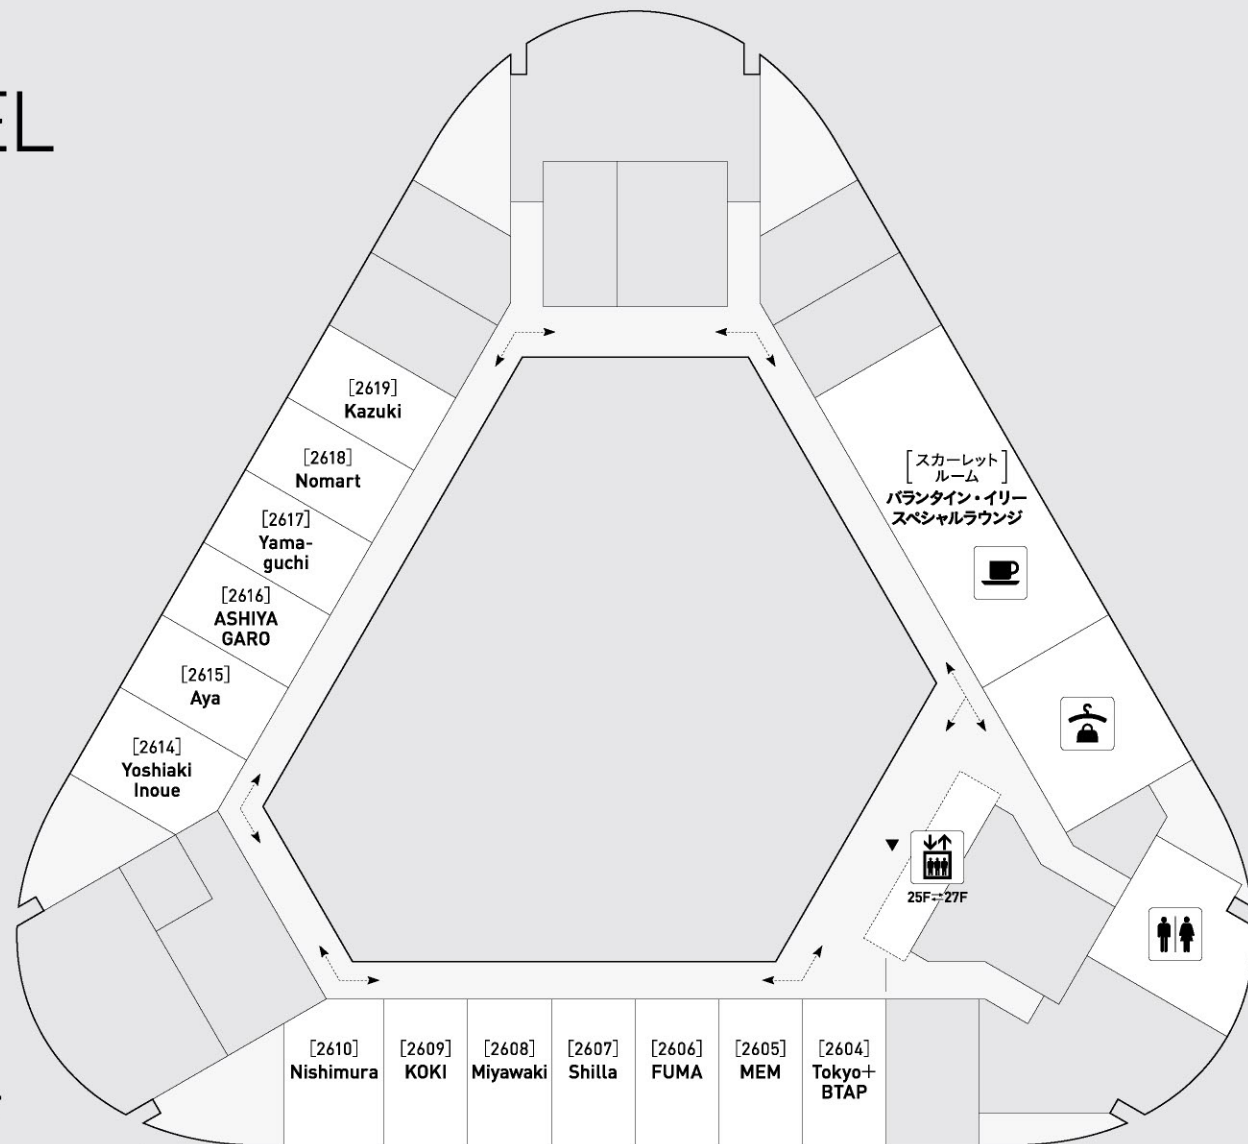 EL
[2619]
Kazuki
[2618]
Nomart
[2617]
Yama-
guchi
[2616]
ASHIYA
GARO
[2615]
Aya
[2614]
Yoshiaki
Inoue
[スカーレット
ルーム]
バランタイン・イリー
スペシャルラウンジ
25F⇄27F
[2610]
Nishimura
[2609]
KOKI
[2608]
Miyawaki
[2607]
Shilla
[2606]
FUMA
[2605]
MEM
[2604]
Tokyo+
BTAP